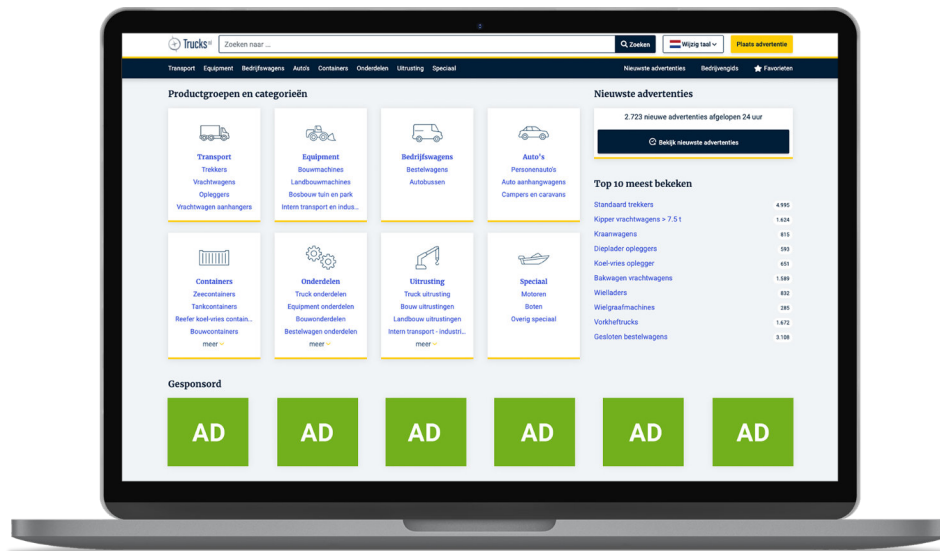 Trucks.nl
Zoeken naar ...
Zoeken
Wijzig taal
Plaats advertentie
Transport Equipment Bedrijfswagens Auto's Containers Onderdelen Uitrusting Speciaal
Nieuwste advertenties Bedrijvengids Favorieten
Productgroepen en categorieën
Transport
Trekkers
Vrachtwagens
Opleggers
Vrachtwagen aanhangers
Equipment
Bouwmachines
Landbouwmachines
Bosbouw tuin en park
Intern transport en indus...
Bedrijfswagens
Bestelwagens
Autobussen
Auto's
Personenauto's
Auto aanhangwagens
Campers en caravans
Containers
Zeecontainers
Tankcontainers
Reefer koel-vries contain...
Bouwcontainers
meer
Onderdelen
Truck onderdelen
Equipment onderdelen
Bouwonderdelen
Bestelwagen onderdelen
meer
Uitrusting
Truck uitrusting
Bouw uitrustingen
Landbouw uitrustingen
Intern transport - industri...
meer
Speciaal
Motoren
Boten
Overig speciaal
Nieuwste advertenties
2.723 nieuwe advertenties afgelopen 24 uur
Bekijk nieuwste advertenties
Top 10 meest bekeken
Standaard trekkers 4.995
Kipper vrachtwagens > 7.5 t 1.624
Kraanwagens 815
Dieplader opleggers 593
Koel-vries oplegger 651
Bakwagen vrachtwagens 1.589
Wielladers 832
Wielgraafmachines 285
Vorkheftrucks 1.672
Gesloten bestelwagens 3.108
Gesponsord
AD AD AD AD AD AD